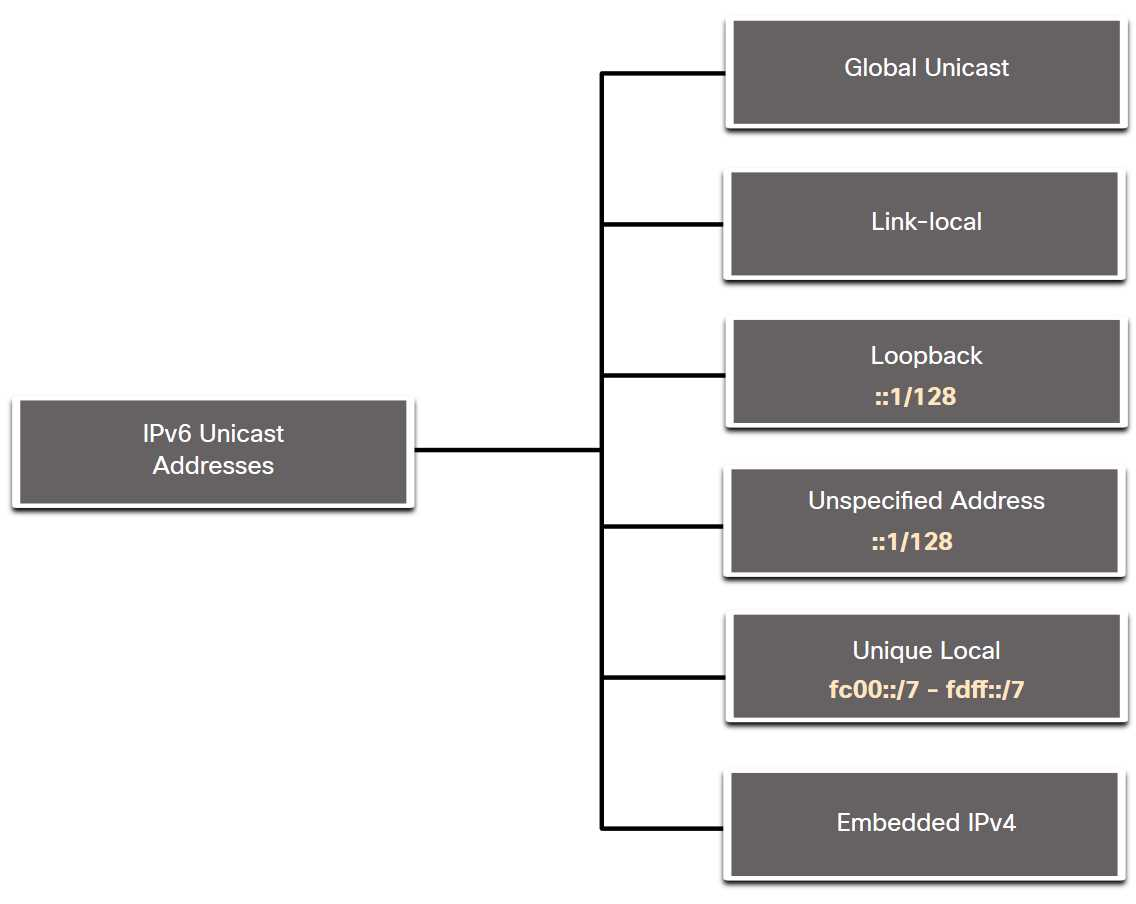 Global Unicast
Link-local
Loopback
::1/128
IPv6 Unicast
Addresses
Unspecified Address
::1/128
Unique Local
fc00::/7 - fdff::/7
Embedded IPv4